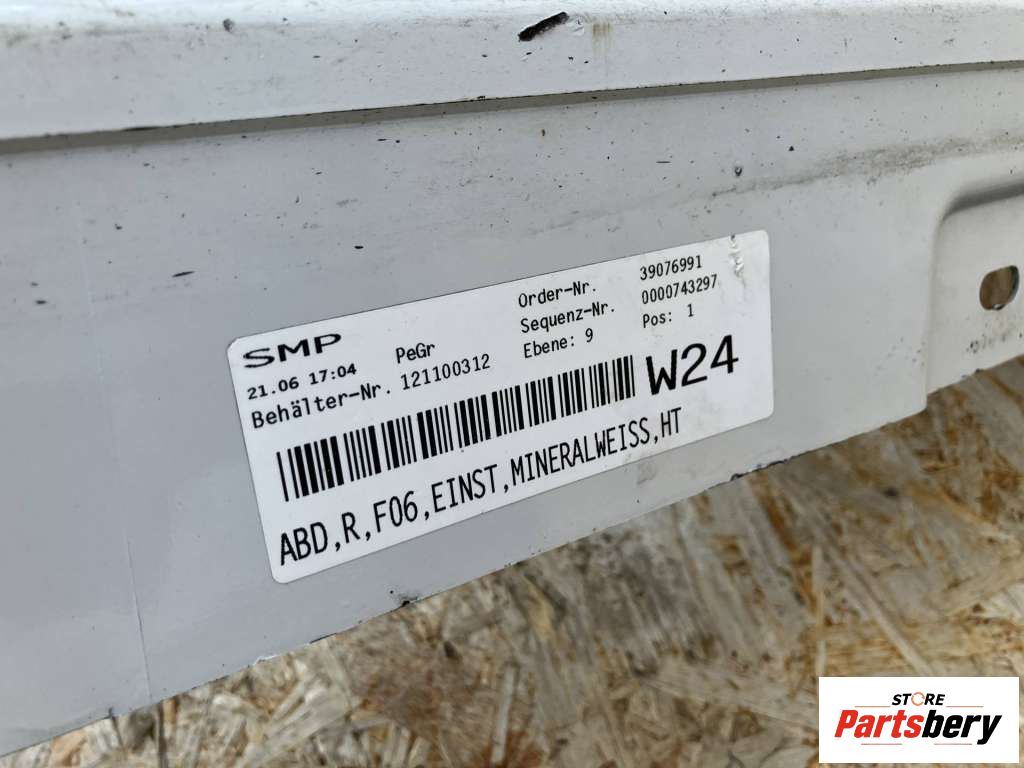 SMP
21.06 17:04
PeGr
Behälter-Nr. 121100312
Order-Nr. 39076991
Sequenz-Nr. 0000743297
Ebene: 9 Pos: 1
W24
ABD,R,F06,EINST,MINERALWEISS,HT
STORE
Partsbery